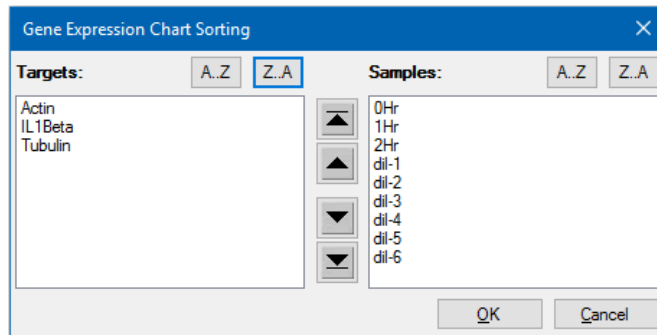 Gene Expression Chart Sorting
Targets: A..Z Z..A Samples: A..Z Z..A
Actin
IL1Beta
Tubulin
0Hr
1Hr
2Hr
dil-1
dil-2
dil-3
dil-4
dil-5
dil-6
OK Cancel